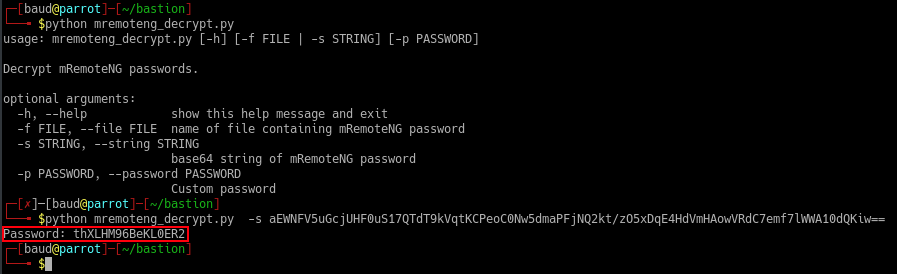 ┌─[baud@parrot]─[~/bastion]
└──╼ $python mremoteng_decrypt.py
usage: mremoteng_decrypt.py [-h] [-f FILE | -s STRING] [-p PASSWORD]
Decrypt mRemoteNG passwords.
optional arguments:
-h, --help            show this help message and exit
-f FILE, --file FILE  name of file containing mRemoteNG password
-s STRING, --string STRING
base64 string of mRemoteNG password
-p PASSWORD, --password PASSWORD
Custom password
┌─[✗]─[baud@parrot]─[~/bastion]
└──╼ $python mremoteng_decrypt.py  -s aEWNFV5uGcjUHF0uS17QTdT9kVqtKCPeoC0Nw5dmaPFjNQ2kt/zO5xDqE4HdVmHAowVRdC7emf7lWWA10dQKiw==
Password: thXLHM96BeKL0ER2
┌─[baud@parrot]─[~/bastion]
└──╼ $